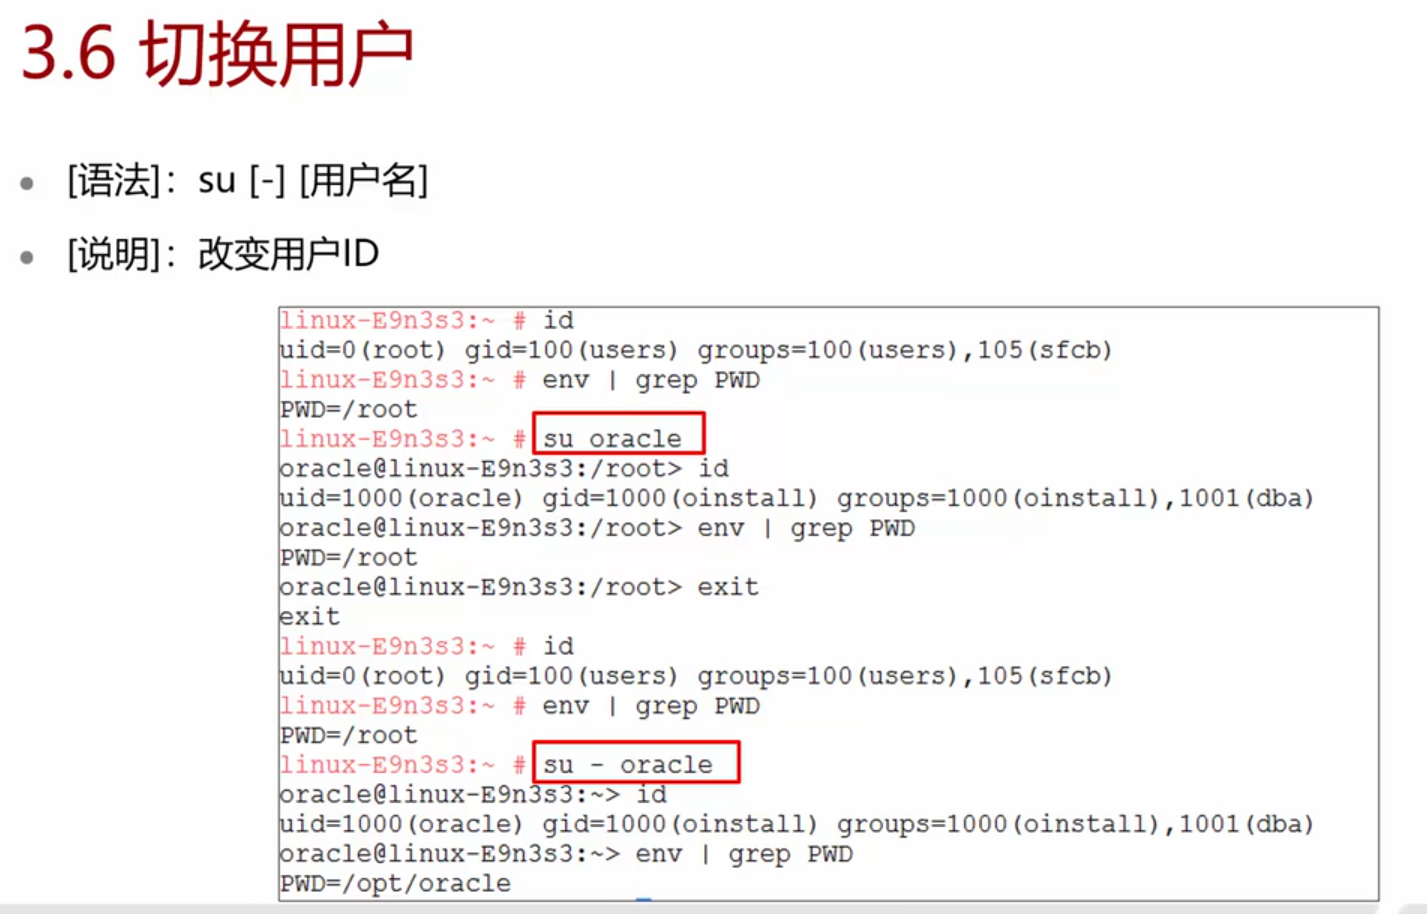 3.6 切换用户
• [语法]：su [-] [用户名]
• [说明]：改变用户ID
linux-E9n3s3:~ # id
uid=0(root) gid=100(users) groups=100(users),105(sfcb)
linux-E9n3s3:~ # env | grep PWD
PWD=/root
linux-E9n3s3:~ # su oracle
oracle@linux-E9n3s3:/root> id
uid=1000(oracle) gid=1000(oinstall) groups=1000(oinstall),1001(dba)
oracle@linux-E9n3s3:/root> env | grep PWD
PWD=/root
oracle@linux-E9n3s3:/root> exit
exit
linux-E9n3s3:~ # id
uid=0(root) gid=100(users) groups=100(users),105(sfcb)
linux-E9n3s3:~ # env | grep PWD
PWD=/root
linux-E9n3s3:~ # su - oracle
oracle@linux-E9n3s3:~> id
uid=1000(oracle) gid=1000(oinstall) groups=1000(oinstall),1001(dba)
oracle@linux-E9n3s3:~> env | grep PWD
PWD=/opt/oracle